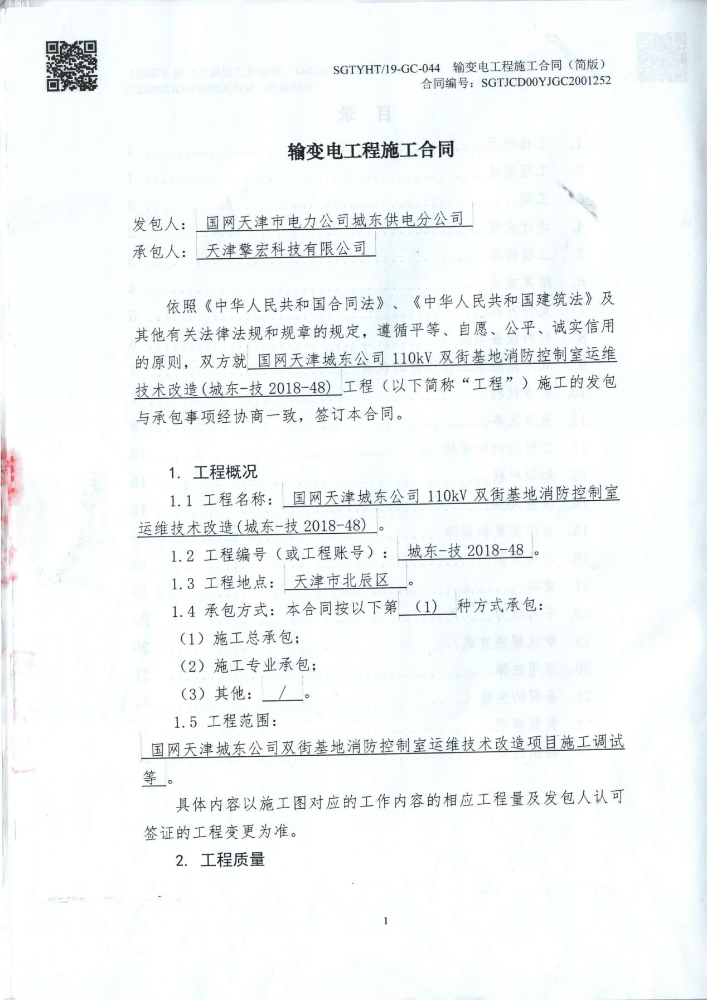 SGTYHT/19-GC-044 输变电工程施工合同（简版）
合同编号：SGTJCD00YJGC2001252
输变电工程施工合同
发包人： 国网天津市电力公司城东供电分公司
承包人： 天津擎宏科技有限公司
依照《中华人民共和国合同法》、《中华人民共和国建筑法》及
其他有关法律法规和规章的规定，遵循平等、自愿、公平、诚实信用
的原则，双方就 国网天津城东公司 110kV 双街基地消防控制室运维
技术改造(城东-技 2018-48) 工程（以下简称“工程”）施工的发包
与承包事项经协商一致，签订本合同。
1. 工程概况
1.1 工程名称： 国网天津城东公司 110kV 双街基地消防控制室
运维技术改造(城东-技 2018-48) 。
1.2 工程编号（或工程账号）： 城东-技 2018-48 。
1.3 工程地点： 天津市北辰区 。
1.4 承包方式：本合同按以下第 （1） 种方式承包：
（1）施工总承包；
（2）施工专业承包；
（3）其他： / 。
1.5 工程范围：
国网天津城东公司双街基地消防控制室运维技术改造项目施工调试
等 。
具体内容以施工图对应的工作内容的相应工程量及发包人认可
签证的工程变更为准。
2. 工程质量
1